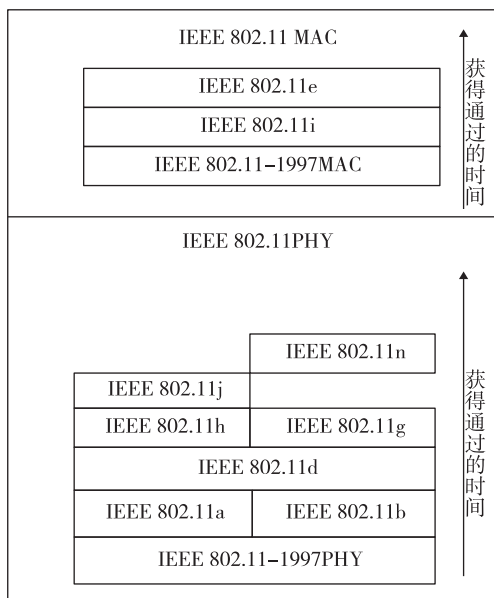 IEEE 802.11 MAC
IEEE 802.11e
IEEE 802.11i
IEEE 802.11-1997MAC
获得通过的时间
IEEE 802.11PHY
IEEE 802.11n
IEEE 802.11j
IEEE 802.11h
IEEE 802.11g
IEEE 802.11d
IEEE 802.11a
IEEE 802.11b
IEEE 802.11-1997PHY
获得通过的时间